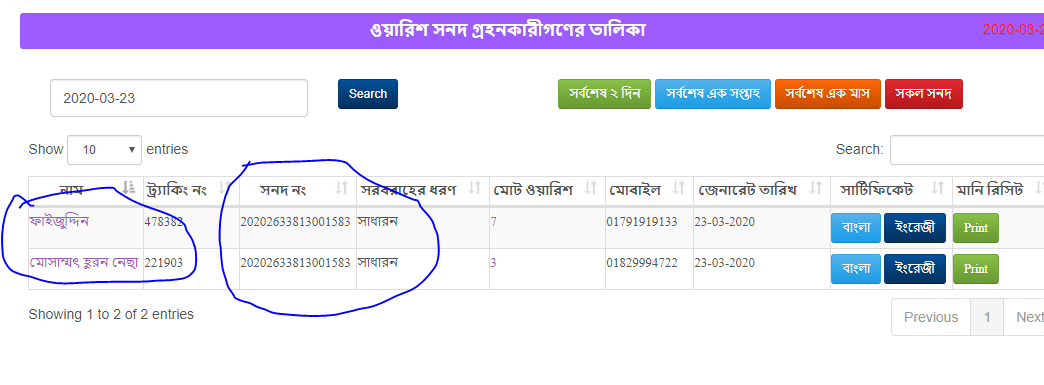 ওয়ারিশ সনদ গ্রহনকারীগণের তালিকা 2020-03-2
2020-03-23 Search সর্বশেষ ২ দিন সর্বশেষ এক সপ্তাহ সর্বশেষ এক মাস সকল সনদ
Show 10 entries Search:
নাম ট্র্যাকিং নং সনদ নং সরবরাহের ধরণ মোট ওয়ারিশ মোবাইল জেনারেট তারিখ সার্টিফিকেট মানি রিসিট
ফাইজুদ্দিন 478382 20202633813001583 সাধারন 7 01791919133 23-03-2020 বাংলা ইংরেজী Print
মোসাম্মৎ হুরন নেছা 221903 20202633813001583 সাধারন 3 01829994722 23-03-2020 বাংলা ইংরেজী Print
Showing 1 to 2 of 2 entries Previous 1 Next